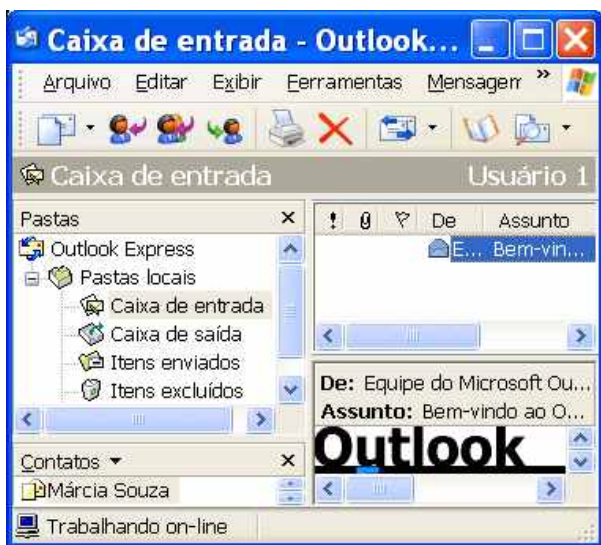 Caixa de entrada - Outlook...
Arquivo Editar Exibir Ferramentas Mensagem »
Caixa de entrada Usuário 1
Pastas
Outlook Express
Pastas locais
Caixa de entrada
Caixa de saída
Itens enviados
Itens excluídos
Contatos
Márcia Souza
! De Assunto
E... Bem-vin...
De: Equipe do Microsoft Ou...
Assunto: Bem-vindo ao O...
Outlook
Trabalhando on-line